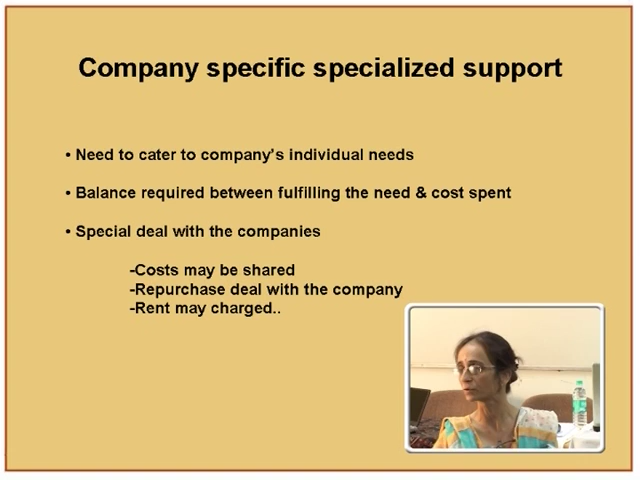 Company specific specialized support
• Need to cater to company's individual needs
• Balance required between fulfilling the need & cost spent
• Special deal with the companies
-Costs may be shared
-Repurchase deal with the company
-Rent may charged..